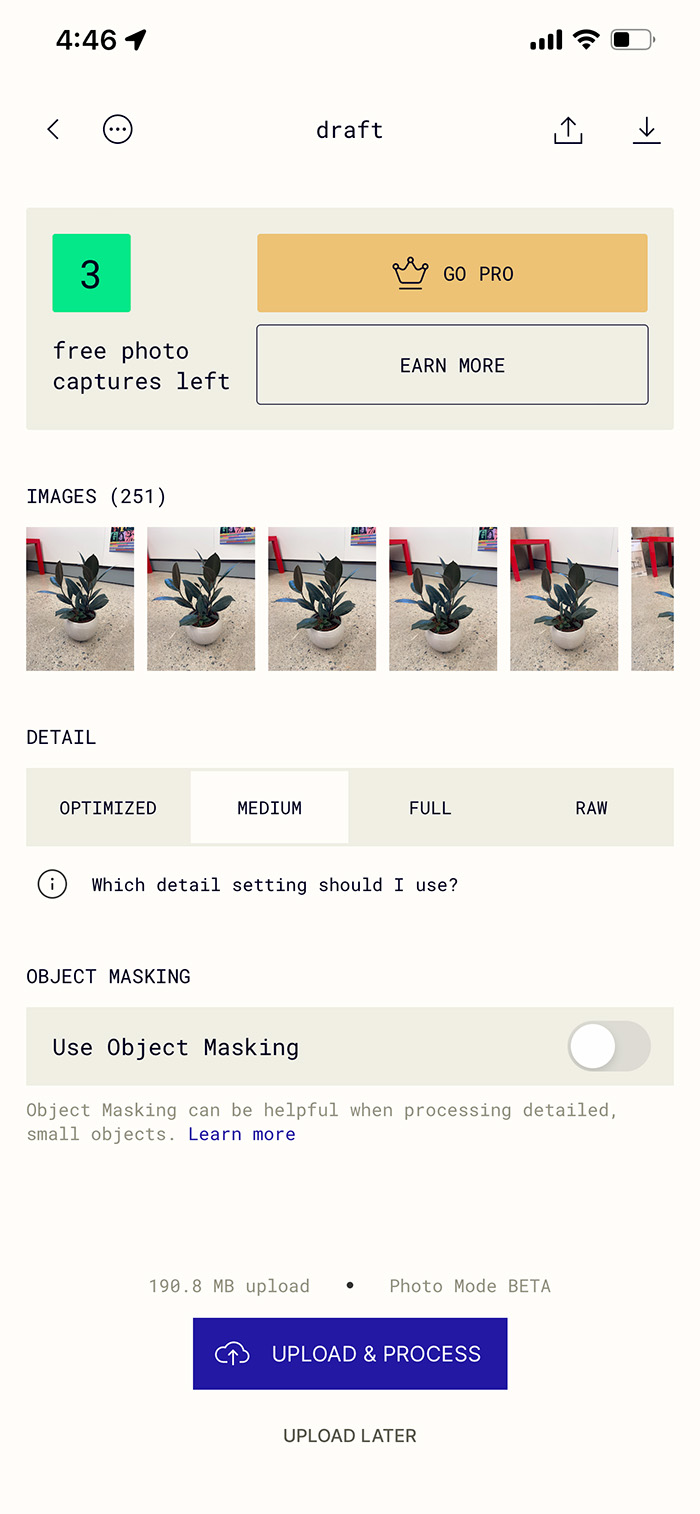 4:46
draft
3
free photo
captures left
GO PRO
EARN MORE
IMAGES (251)
DETAIL
OPTIMIZED MEDIUM FULL RAW
Which detail setting should I use?
OBJECT MASKING
Use Object Masking
Object Masking can be helpful when processing detailed,
small objects. Learn more
190.8 MB upload • Photo Mode BETA
UPLOAD & PROCESS
UPLOAD LATER